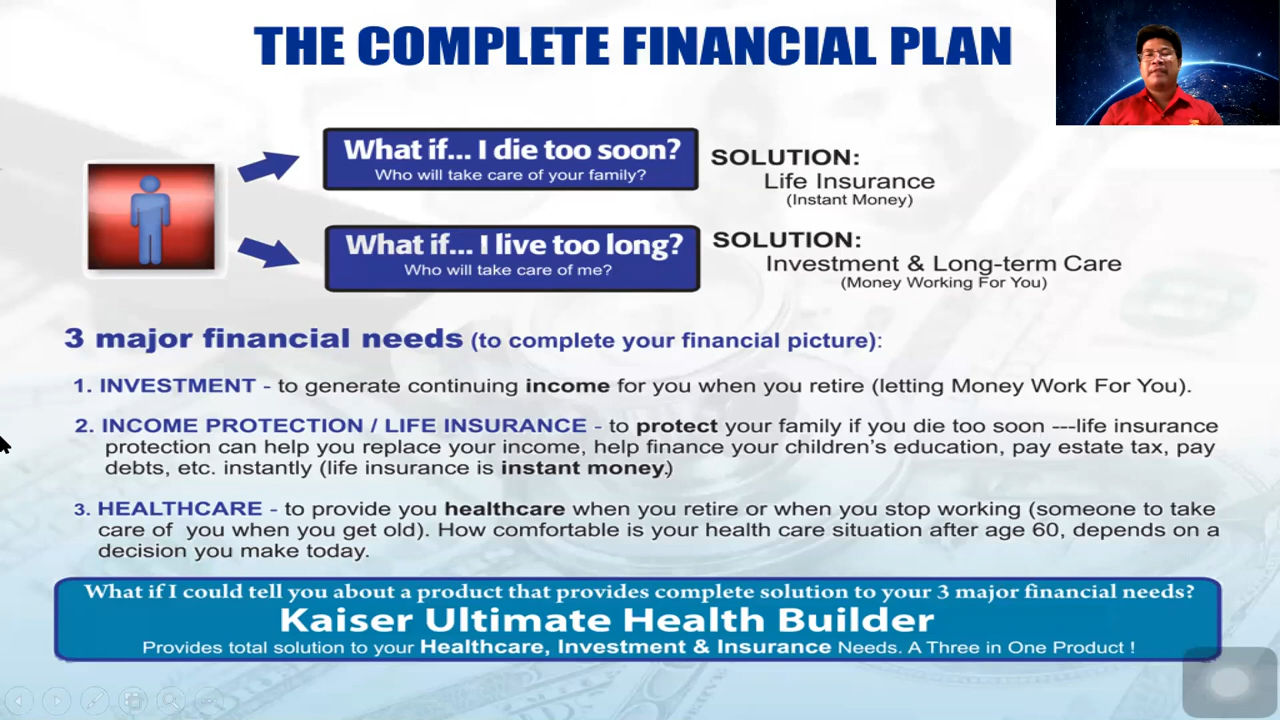 THE COMPLETE FINANCIAL PLAN
What if... I die too soon?
Who will take care of your family?
SOLUTION:
Life Insurance
(Instant Money)
What if... I live too long?
Who will take care of me?
SOLUTION:
Investment & Long-term Care
(Money Working For You)
3 major financial needs (to complete your financial picture):
1. INVESTMENT - to generate continuing income for you when you retire (letting Money Work For You).
2. INCOME PROTECTION / LIFE INSURANCE - to protect your family if you die too soon ---life insurance
protection can help you replace your income, help finance your children's education, pay estate tax, pay
debts, etc. instantly (life insurance is instant money.)
3. HEALTHCARE - to provide you healthcare when you retire or when you stop working (someone to take
care of you when you get old). How comfortable is your health care situation after age 60, depends on a
decision you make today.
What if I could tell you about a product that provides complete solution to your 3 major financial needs?
Kaiser Ultimate Health Builder
Provides total solution to your Healthcare, Investment & Insurance Needs. A Three in One Product !